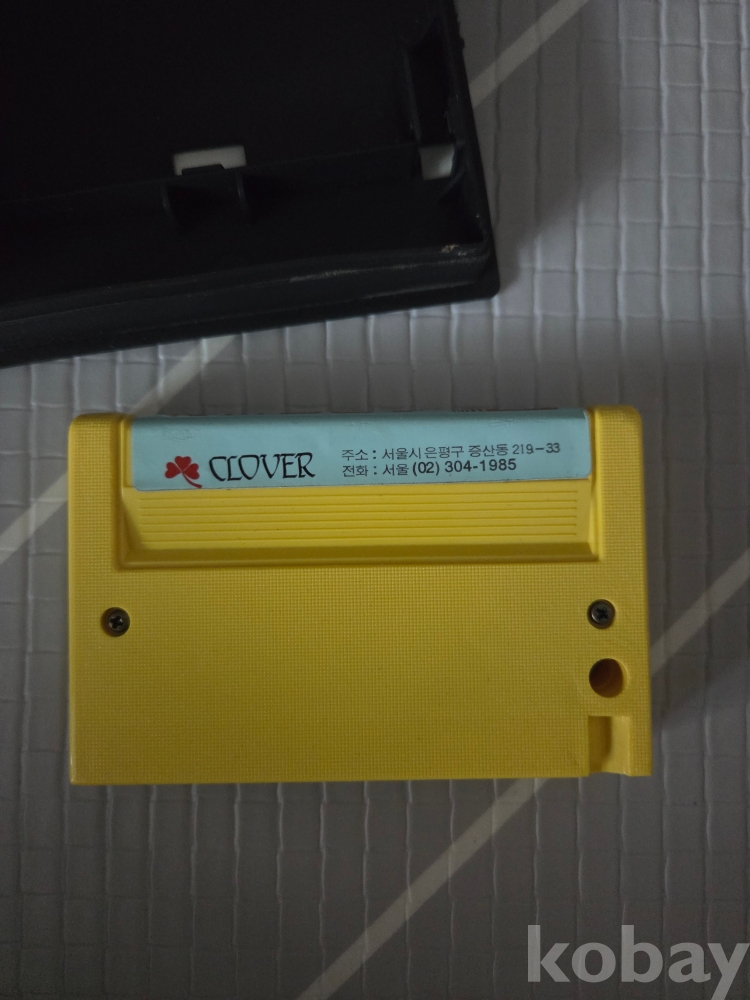 CLOVER
주소 : 서울시 은평구 증산동 219-33
전화 : 서울 (02) 304-1985
kobay